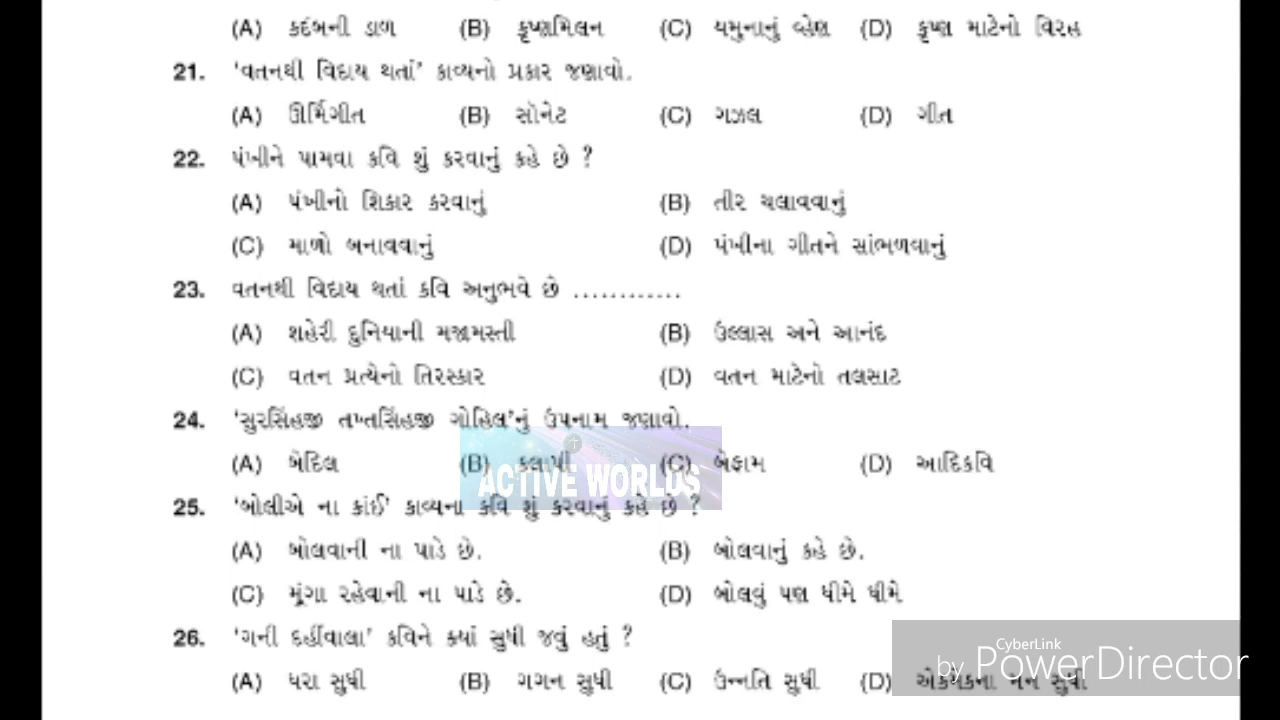 (A) કદંબની ડાળ (B) કૃષ્ણમિલન (C) યમુનાનું વ્હેણ (D) કૃષ્ણ માટેનો વિરહ
21. 'વતનથી વિદાય થતાં' કાવ્યનો પ્રકાર જણાવો.
(A) ઊર્મિગીત (B) સૉનેટ (C) ગઝલ (D) ગીત
22. પંખીને પામવા કવિ શું કરવાનું કહે છે ?
(A) પંખીનો શિકાર કરવાનું (B) તીર ચલાવવાનું
(C) માળો બનાવવાનું (D) પંખીના ગીતને સાંભળવાનું
23. વતનથી વિદાય થતાં કવિ અનુભવે છે ............
(A) શહેરી દુનિયાની મજામસ્તી (B) ઉલ્લાસ અને આનંદ
(C) વતન પ્રત્યેનો તિરસ્કાર (D) વતન માટેનો તલસાટ
24. 'સુરસિંહજી તખ્તસિંહજી ગોહિલ'નું ઉપનામ જણાવો.
(A) બેદિલ (B) કલાપી (C) બેફામ (D) આદિકવિ
ACTIVE WORLDS
25. 'બોલીએ ના કાંઈ' કાવ્યના કવિ શું કરવાનું કહે છે ?
(A) બોલવાની ના પાડે છે. (B) બોલવાનું કહે છે.
(C) મૂંગા રહેવાની ના પાડે છે. (D) બોલવું પણ ધીમે ધીમે
26. 'ગની દહીંવાલા' કવિને ક્યાં સુધી જવું હતું ?
CyberLink
by PowerDirector
(A) ધરા સુધી (B) ગગન સુધી (C) ઉન્નતિ સુધી (D) એકમેકના મન સુધી